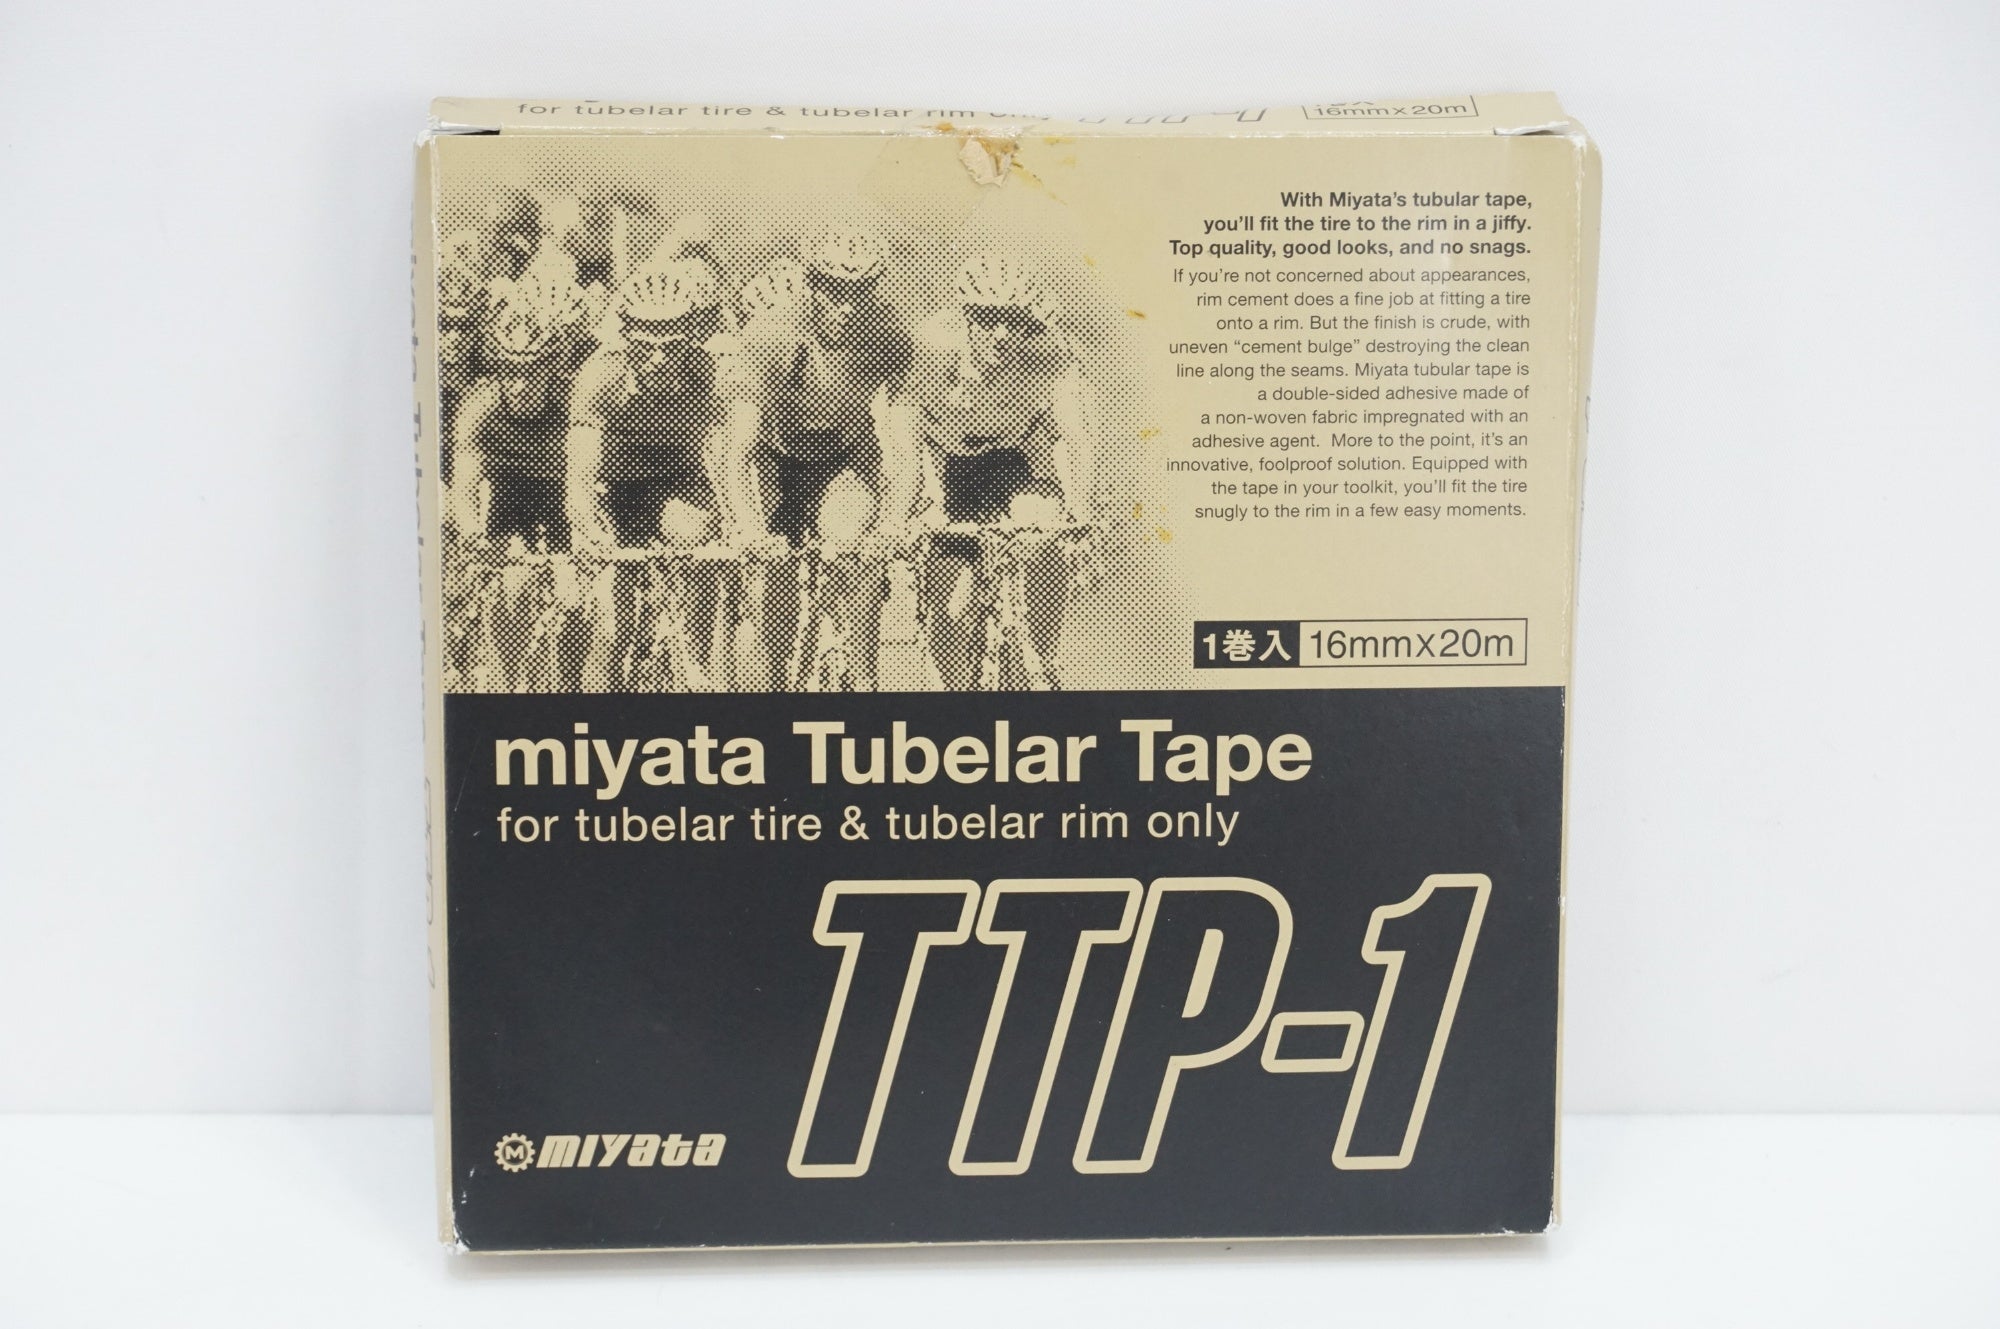 for tubelar tire & tubelar rim only TTP-1 16mmx20m
With Miyata's tubular tape,
you'll fit the tire to the rim in a jiffy.
Top quality, good looks, and no snags.
If you're not concerned about appearances,
rim cement does a fine job at fitting a tire
onto a rim. But the finish is crude, with
uneven “cement bulge” destroying the clean
line along the seams. Miyata tubular tape is
a double-sided adhesive made of
a non-woven fabric impregnated with an
adhesive agent. More to the point, it's an
innovative, foolproof solution. Equipped with
the tape in your toolkit, you'll fit the tire
snugly to the rim in a few easy moments.
1巻入 16mmx20m
miyata Tubelar Tape
for tubelar tire & tubelar rim only
TTP-1
M miyata